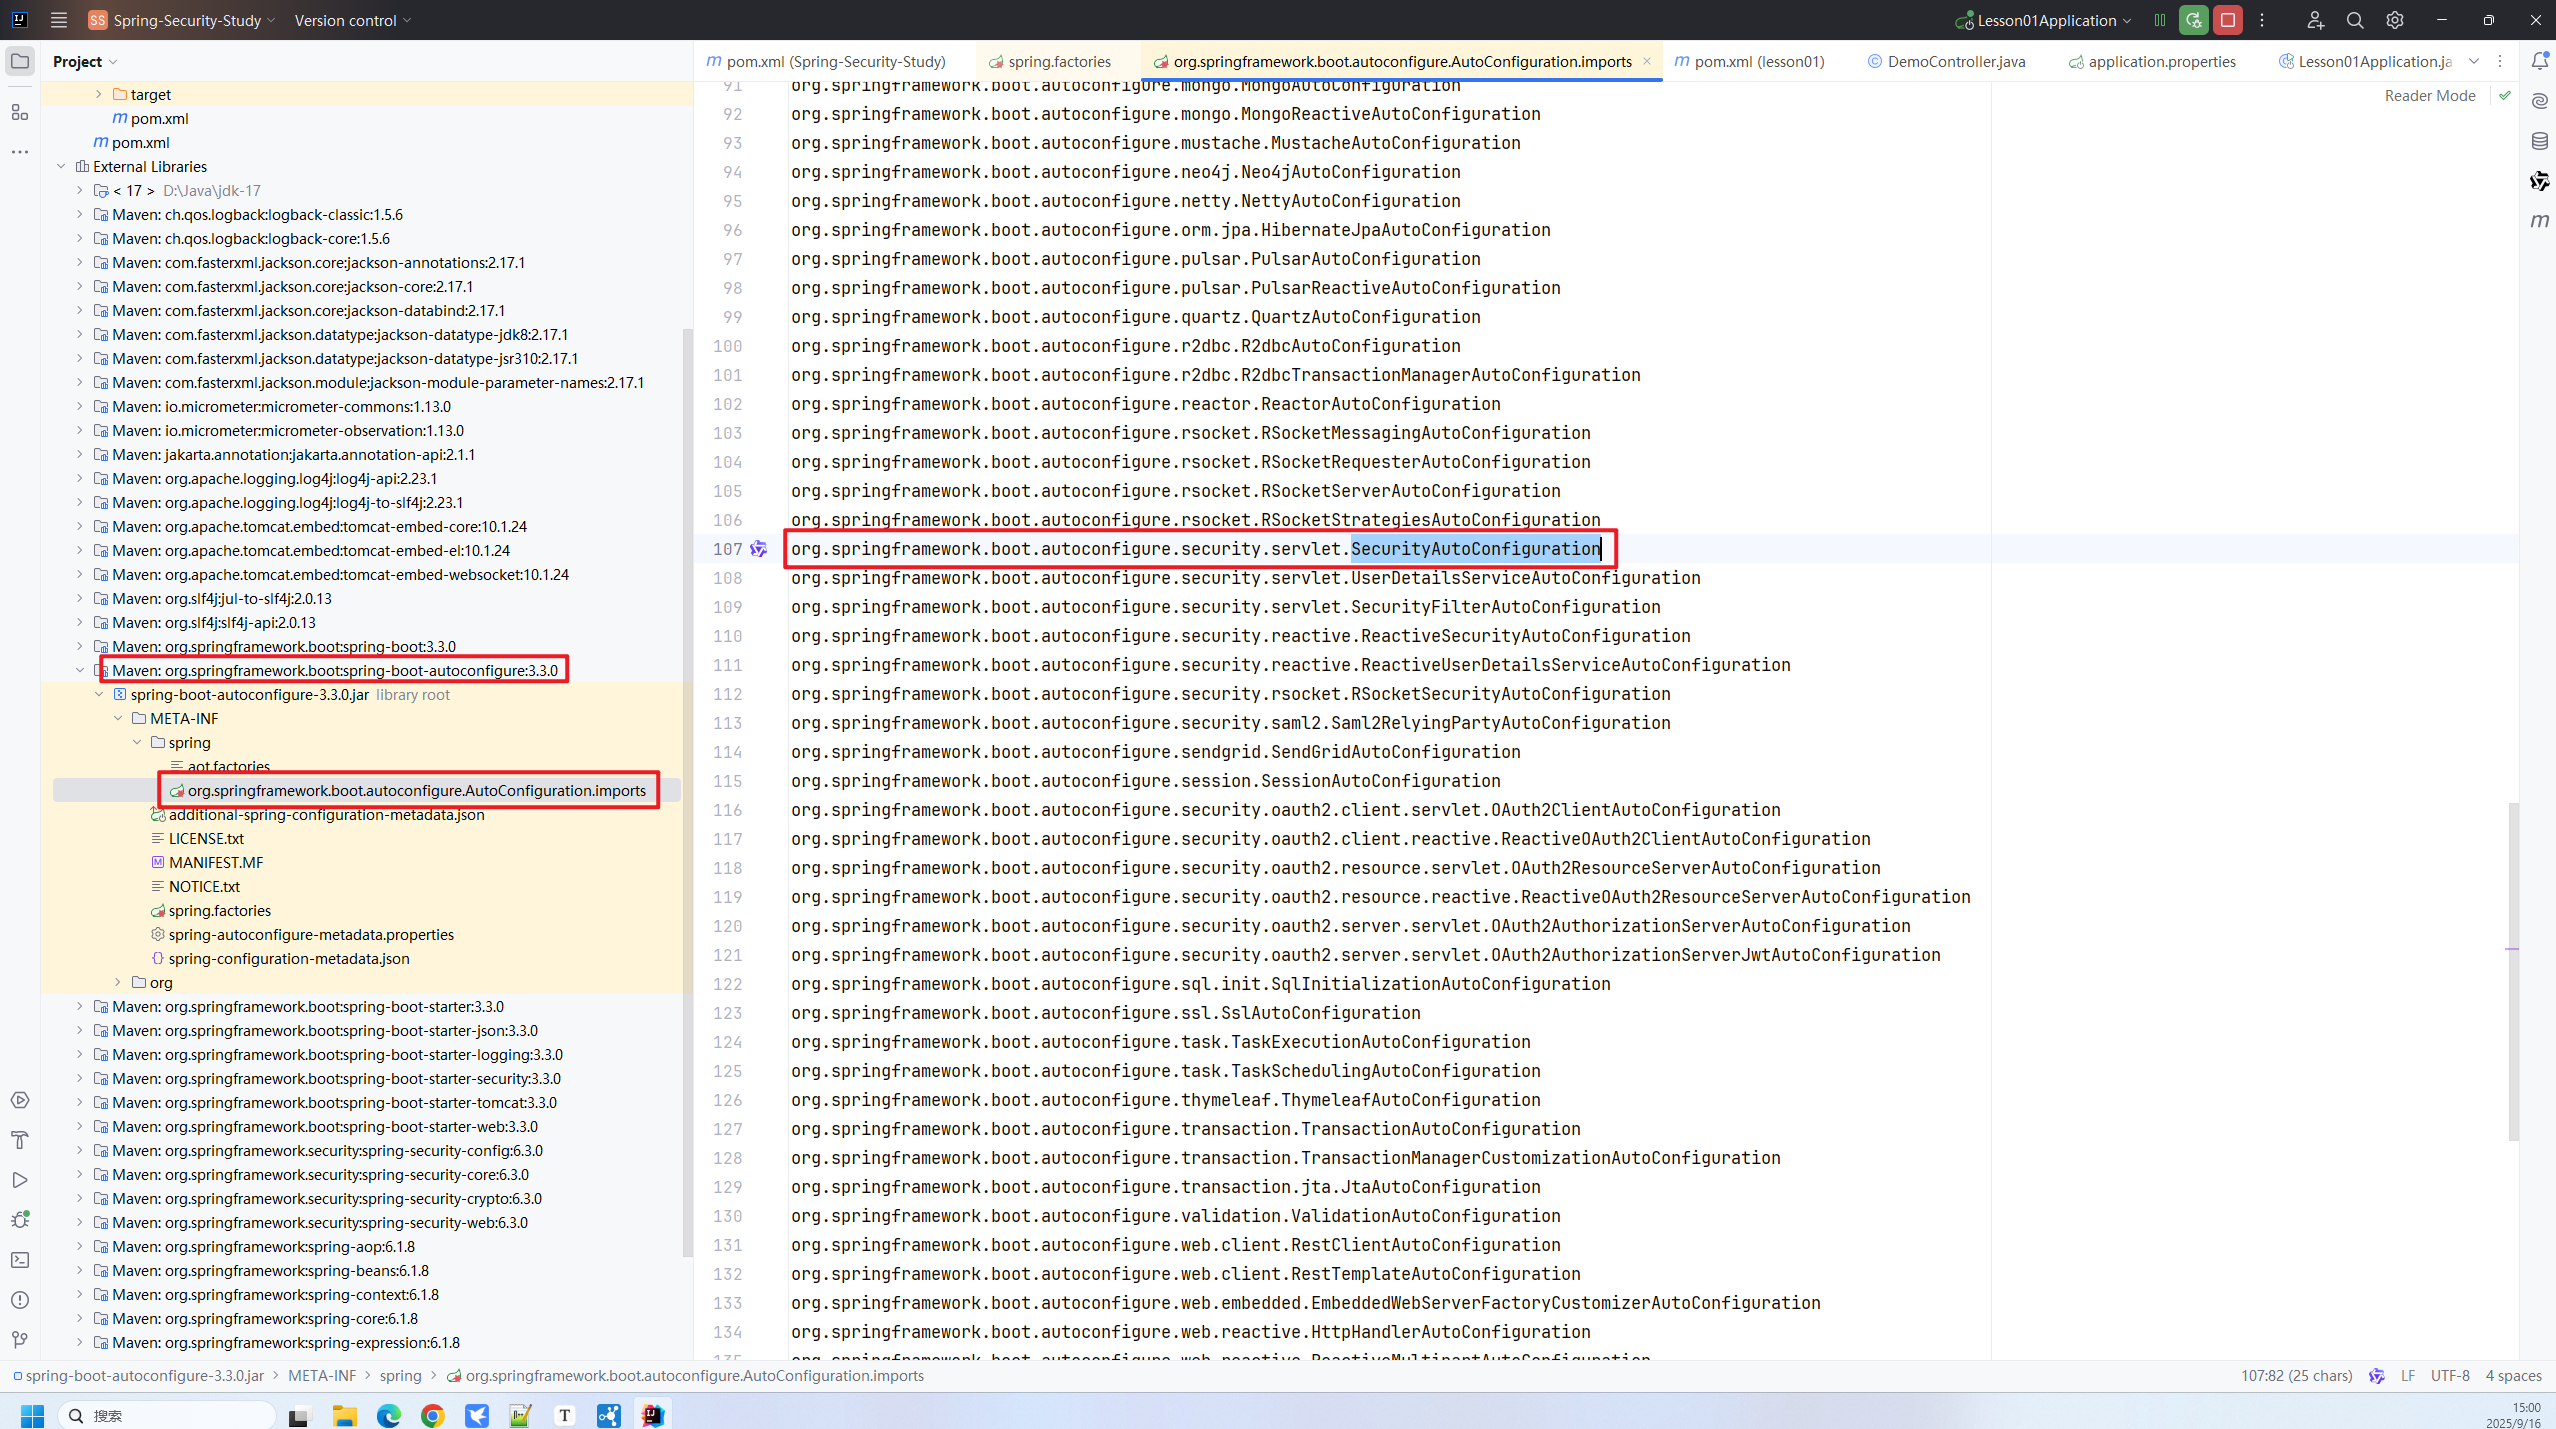 SS Spring-Security-Study Version control Lesson01Application
Project
target
pom.xml
pom.xml
External Libraries
< 17 > D:\Java\jdk-17
Maven: ch.qos.logback:logback-classic:1.5.6
Maven: ch.qos.logback:logback-core:1.5.6
Maven: com.fasterxml.jackson.core:jackson-annotations:2.17.1
Maven: com.fasterxml.jackson.core:jackson-core:2.17.1
Maven: com.fasterxml.jackson.core:jackson-databind:2.17.1
Maven: com.fasterxml.jackson.datatype:jackson-datatype-jdk8:2.17.1
Maven: com.fasterxml.jackson.datatype:jackson-datatype-jsr310:2.17.1
Maven: com.fasterxml.jackson.module:jackson-module-parameter-names:2.17.1
Maven: io.micrometer:micrometer-commons:1.13.0
Maven: io.micrometer:micrometer-observation:1.13.0
Maven: jakarta.annotation:jakarta.annotation-api:2.1.1
Maven: org.apache.logging.log4j:log4j-api:2.23.1
Maven: org.apache.logging.log4j:log4j-to-slf4j:2.23.1
Maven: org.apache.tomcat.embed:tomcat-embed-core:10.1.24
Maven: org.apache.tomcat.embed:tomcat-embed-el:10.1.24
Maven: org.apache.tomcat.embed:tomcat-embed-websocket:10.1.24
Maven: org.slf4j:jul-to-slf4j:2.0.13
Maven: org.slf4j:slf4j-api:2.0.13
Maven: org.springframework.boot:spring-boot:3.3.0
Maven: org.springframework.boot:spring-boot-autoconfigure:3.3.0
spring-boot-autoconfigure-3.3.0.jar library root
META-INF
spring
aot.factories
org.springframework.boot.autoconfigure.AutoConfiguration.imports
additional-spring-configuration-metadata.json
LICENSE.txt
MANIFEST.MF
NOTICE.txt
spring.factories
spring-autoconfigure-metadata.properties
spring-configuration-metadata.json
org
Maven: org.springframework.boot:spring-boot-starter:3.3.0
Maven: org.springframework.boot:spring-boot-starter-json:3.3.0
Maven: org.springframework.boot:spring-boot-starter-logging:3.3.0
Maven: org.springframework.boot:spring-boot-starter-security:3.3.0
Maven: org.springframework.boot:spring-boot-starter-tomcat:3.3.0
Maven: org.springframework.boot:spring-boot-starter-web:3.3.0
Maven: org.springframework.security:spring-security-config:6.3.0
Maven: org.springframework.security:spring-security-core:6.3.0
Maven: org.springframework.security:spring-security-crypto:6.3.0
Maven: org.springframework.security:spring-security-web:6.3.0
Maven: org.springframework:spring-aop:6.1.8
Maven: org.springframework:spring-beans:6.1.8
Maven: org.springframework:spring-context:6.1.8
Maven: org.springframework:spring-core:6.1.8
Maven: org.springframework:spring-expression:6.1.8
pom.xml (Spring-Security-Study) spring.factories org.springframework.boot.autoconfigure.AutoConfiguration.imports pom.xml (lesson01) DemoController.java application.properties Lesson01Application.ja
Reader Mode
91 org.springframework.boot.autoconfigure.mongo.MongoAutoConfiguration
92 org.springframework.boot.autoconfigure.mongo.MongoReactiveAutoConfiguration
93 org.springframework.boot.autoconfigure.mustache.MustacheAutoConfiguration
94 org.springframework.boot.autoconfigure.neo4j.Neo4jAutoConfiguration
95 org.springframework.boot.autoconfigure.netty.NettyAutoConfiguration
96 org.springframework.boot.autoconfigure.orm.jpa.HibernateJpaAutoConfiguration
97 org.springframework.boot.autoconfigure.pulsar.PulsarAutoConfiguration
98 org.springframework.boot.autoconfigure.pulsar.PulsarReactiveAutoConfiguration
99 org.springframework.boot.autoconfigure.quartz.QuartzAutoConfiguration
100 org.springframework.boot.autoconfigure.r2dbc.R2dbcAutoConfiguration
101 org.springframework.boot.autoconfigure.r2dbc.R2dbcTransactionManagerAutoConfiguration
102 org.springframework.boot.autoconfigure.reactor.ReactorAutoConfiguration
103 org.springframework.boot.autoconfigure.rsocket.RSocketMessagingAutoConfiguration
104 org.springframework.boot.autoconfigure.rsocket.RSocketRequesterAutoConfiguration
105 org.springframework.boot.autoconfigure.rsocket.RSocketServerAutoConfiguration
106 org.springframework.boot.autoconfigure.rsocket.RSocketStrategiesAutoConfiguration
107 org.springframework.boot.autoconfigure.security.servlet.SecurityAutoConfiguration
108 org.springframework.boot.autoconfigure.security.servlet.UserDetailsServiceAutoConfiguration
109 org.springframework.boot.autoconfigure.security.servlet.SecurityFilterAutoConfiguration
110 org.springframework.boot.autoconfigure.security.reactive.ReactiveSecurityAutoConfiguration
111 org.springframework.boot.autoconfigure.security.reactive.ReactiveUserDetailsServiceAutoConfiguration
112 org.springframework.boot.autoconfigure.security.rsocket.RSocketSecurityAutoConfiguration
113 org.springframework.boot.autoconfigure.security.saml2.Saml2RelyingPartyAutoConfiguration
114 org.springframework.boot.autoconfigure.sendgrid.SendGridAutoConfiguration
115 org.springframework.boot.autoconfigure.session.SessionAutoConfiguration
116 org.springframework.boot.autoconfigure.security.oauth2.client.servlet.OAuth2ClientAutoConfiguration
117 org.springframework.boot.autoconfigure.security.oauth2.client.reactive.ReactiveOAuth2ClientAutoConfiguration
118 org.springframework.boot.autoconfigure.security.oauth2.resource.servlet.OAuth2ResourceServerAutoConfiguration
119 org.springframework.boot.autoconfigure.security.oauth2.resource.reactive.ReactiveOAuth2ResourceServerAutoConfiguration
120 org.springframework.boot.autoconfigure.security.oauth2.server.servlet.OAuth2AuthorizationServerAutoConfiguration
121 org.springframework.boot.autoconfigure.security.oauth2.server.servlet.OAuth2AuthorizationServerJwtAutoConfiguration
122 org.springframework.boot.autoconfigure.sql.init.SqlInitializationAutoConfiguration
123 org.springframework.boot.autoconfigure.ssl.SslAutoConfiguration
124 org.springframework.boot.autoconfigure.task.TaskExecutionAutoConfiguration
125 org.springframework.boot.autoconfigure.task.TaskSchedulingAutoConfiguration
126 org.springframework.boot.autoconfigure.thymeleaf.ThymeleafAutoConfiguration
127 org.springframework.boot.autoconfigure.transaction.TransactionAutoConfiguration
128 org.springframework.boot.autoconfigure.transaction.TransactionManagerCustomizationAutoConfiguration
129 org.springframework.boot.autoconfigure.transaction.jta.JtaAutoConfiguration
130 org.springframework.boot.autoconfigure.validation.ValidationAutoConfiguration
131 org.springframework.boot.autoconfigure.web.client.RestClientAutoConfiguration
132 org.springframework.boot.autoconfigure.web.client.RestTemplateAutoConfiguration
133 org.springframework.boot.autoconfigure.web.embedded.EmbeddedWebServerFactoryCustomizerAutoConfiguration
134 org.springframework.boot.autoconfigure.web.reactive.HttpHandlerAutoConfiguration
135 org.springframework.boot.autoconfigure.web.reactive.ReactiveMultipartAutoConfiguration
spring-boot-autoconfigure-3.3.0.jar > META-INF > spring > org.springframework.boot.autoconfigure.AutoConfiguration.imports 107:82 (25 chars) LF UTF-8 4 spaces
搜索
15:00
2025/9/16